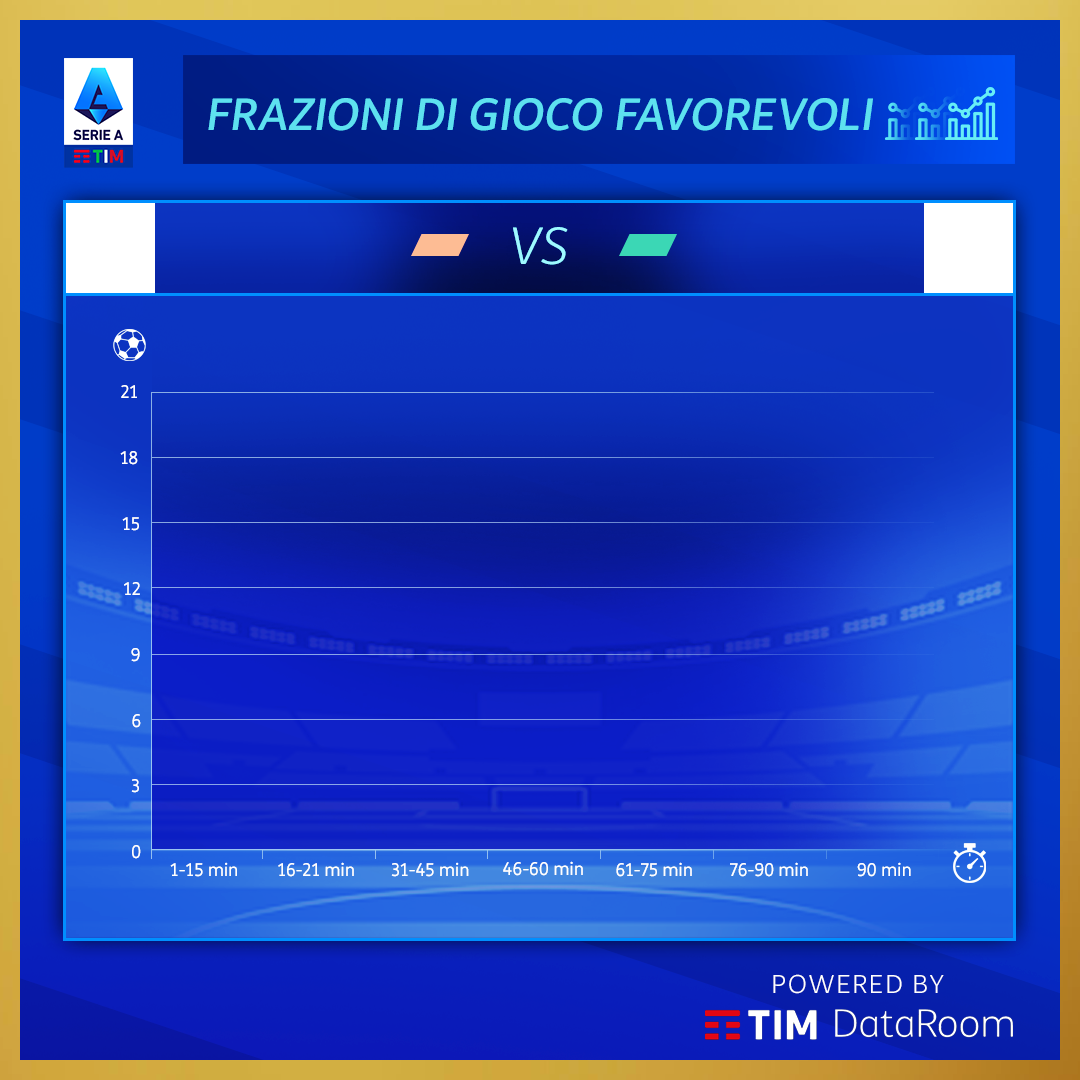 SERIE A
TIM
FRAZIONI DI GIOCO FAVOREVOLI
VS
21
18
15
12
9
6
3
0
1-15 min
16-21 min
31-45 min
46-60 min
61-75 min
76-90 min
90 min
POWERED BY
TIM DataRoom